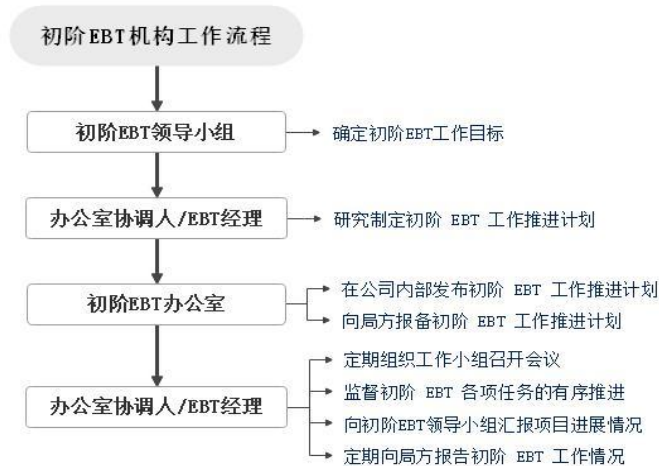 初阶EBT机构工作流程
初阶EBT领导小组
确定初阶EBT工作目标
办公室协调人/EBT经理
研究制定初阶 EBT 工作推进计划
初阶EBT办公室
在公司内部发布初阶 EBT 工作推进计划
向局方报备初阶 EBT 工作推进计划
办公室协调人/EBT经理
定期组织工作小组召开会议
监督初阶 EBT 各项任务的有序推进
向初阶EBT领导小组汇报项目进展情况
定期向局方报告初阶 EBT 工作情况